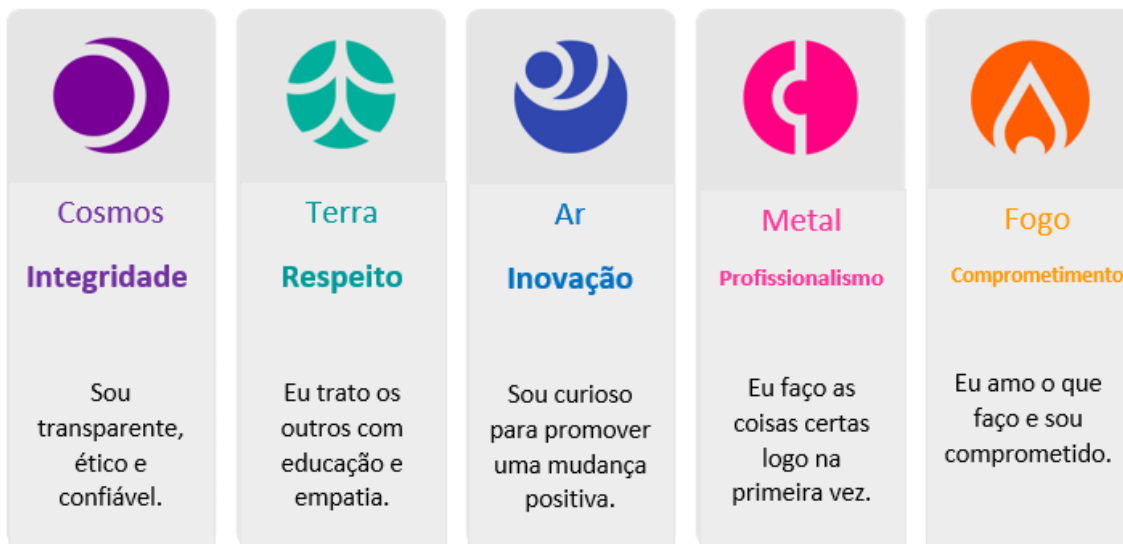 Cosmos
Integridade
Sou
transparente,
ético e
confiável.
Terra
Respeito
Eu trato os
outros com
educação e
empatia.
Ar
Inovação
Sou curioso
para promover
uma mudança
positiva.
Metal
Profissionalismo
Eu faço as
coisas certas
logo na
primeira vez.
Fogo
Comprometimento
Eu amo o que
faço e sou
comprometido.